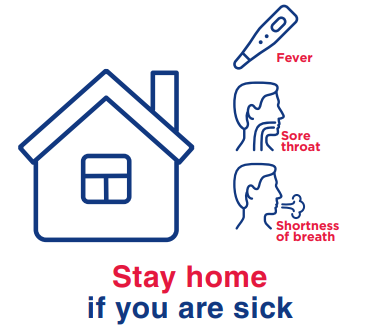 Fever
Sore
throat
Shortness
of breath
Stay home
if you are sick